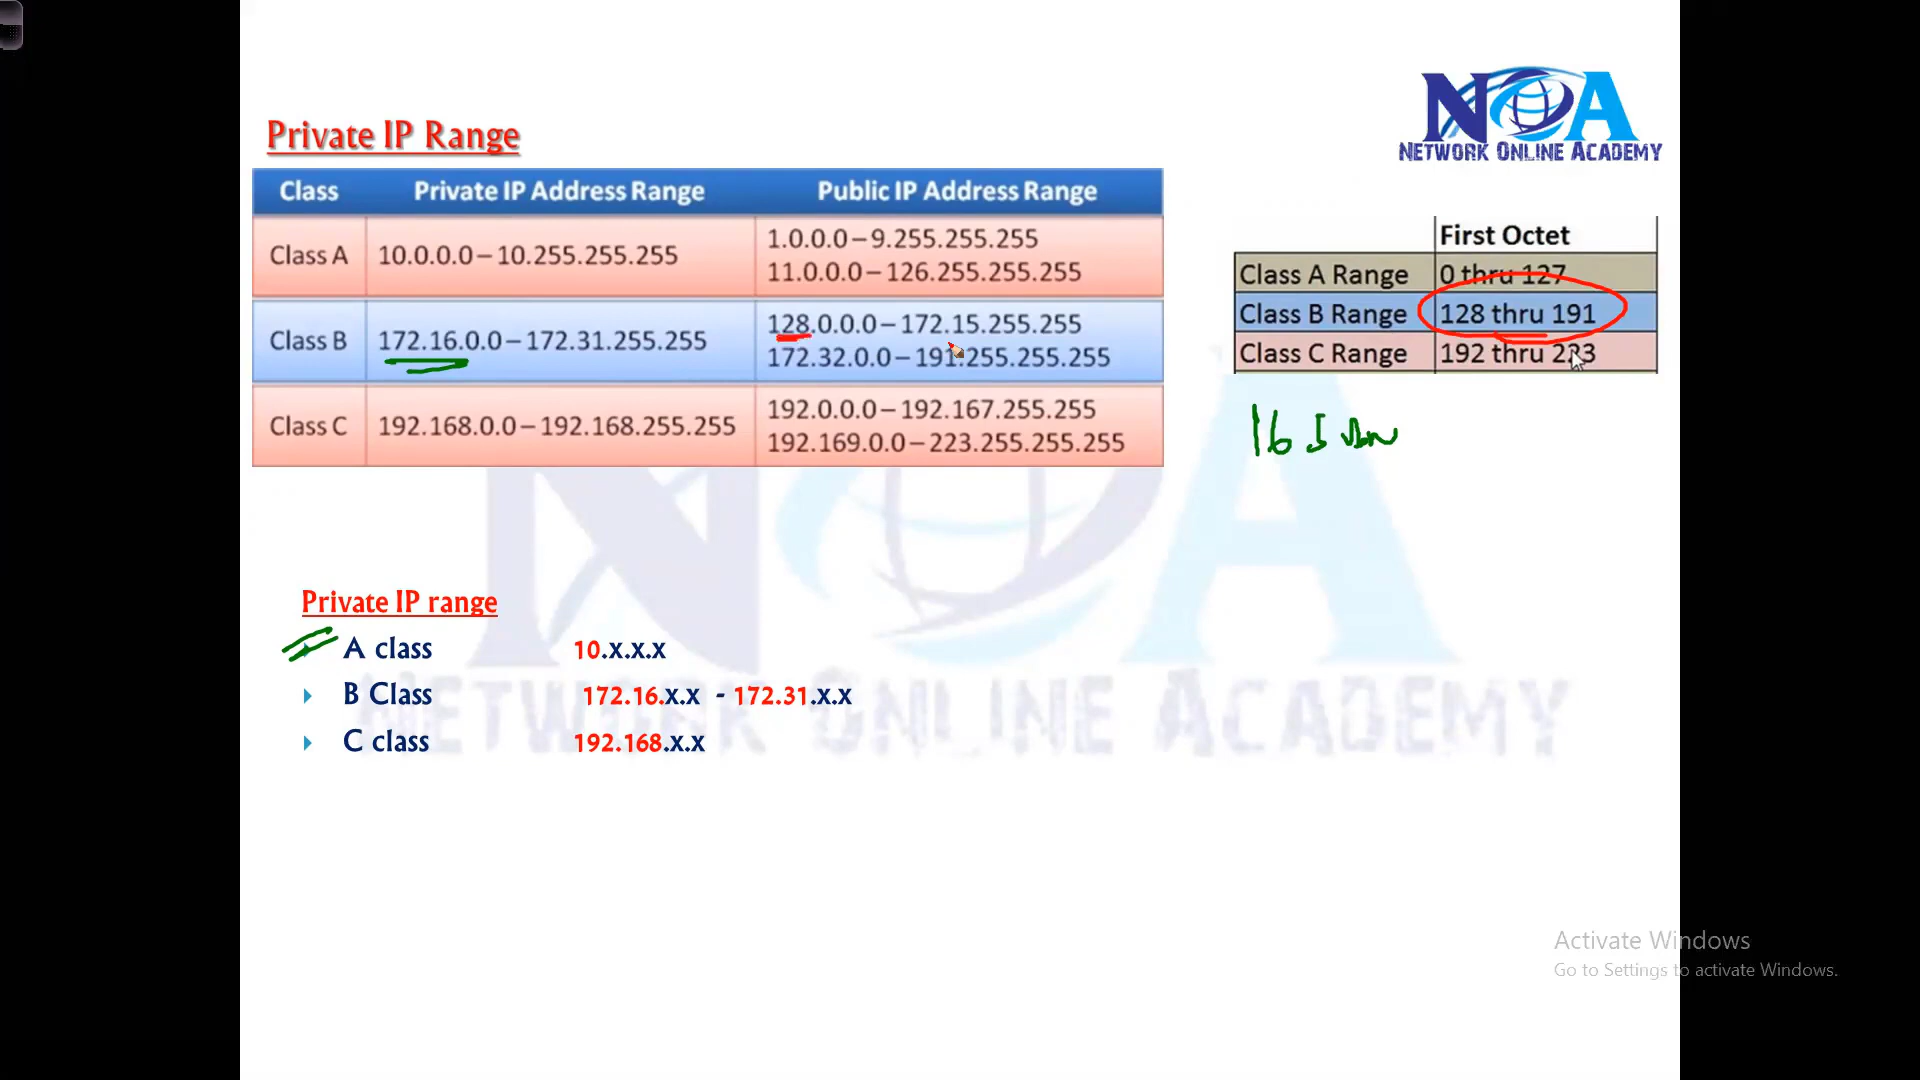 NOA
NETWORK ONLINE ACADEMY
Private IP Range
Class Private IP Address Range Public IP Address Range
Class A 10.0.0.0 – 10.255.255.255 1.0.0.0 – 9.255.255.255
11.0.0.0 – 126.255.255.255
Class B 172.16.0.0 – 172.31.255.255 128.0.0.0 – 172.15.255.255
172.32.0.0 – 191.255.255.255
Class C 192.168.0.0 – 192.168.255.255 192.0.0.0 – 192.167.255.255
192.169.0.0 – 223.255.255.255
First Octet
Class A Range 0 thru 127
Class B Range 128 thru 191
Class C Range 192 thru 223
16
NOA
NETWORK ONLINE ACADEMY
Private IP range
A class 10.x.x.x
B Class 172.16.x.x - 172.31.x.x
C class 192.168.x.x
Activate Windows
Go to Settings to activate Windows.